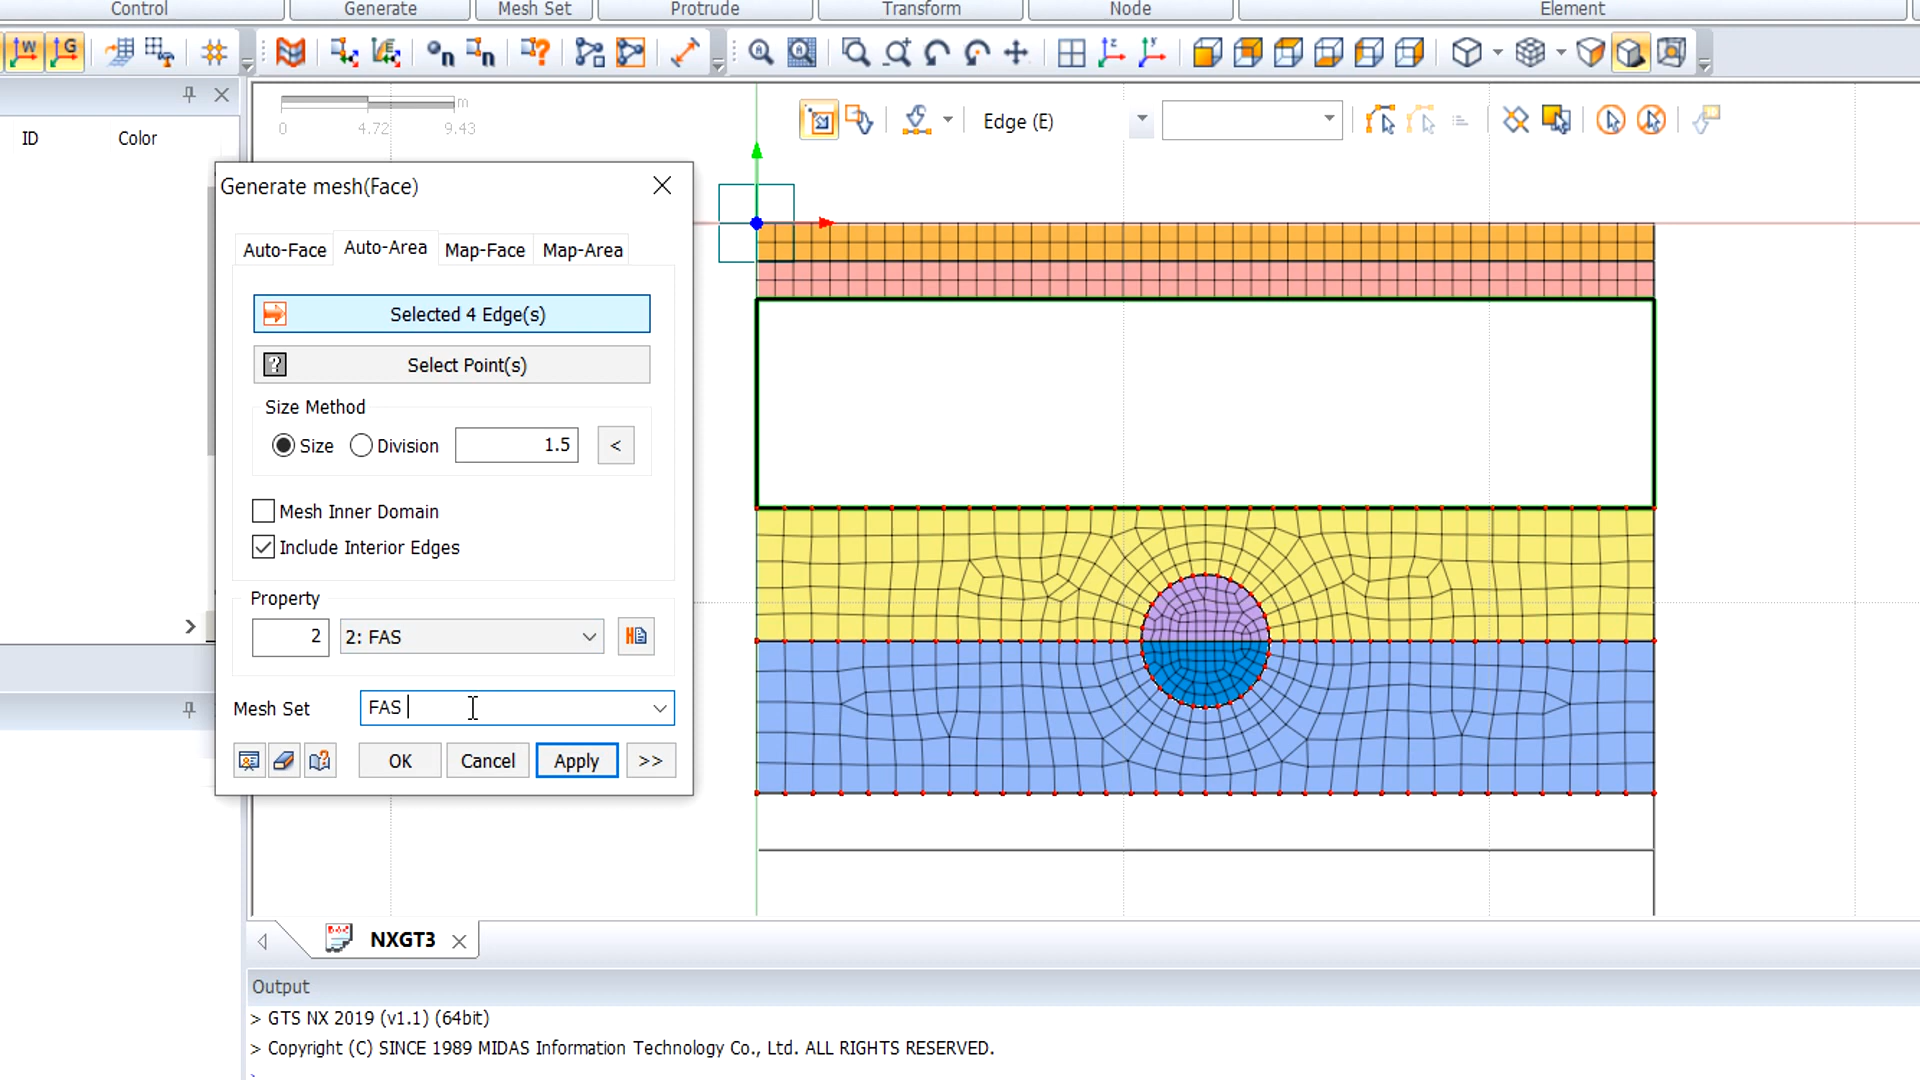 Control
Generate
Mesh Set
Protrude
Transform
Node
Element
W
G
n
n
z
Y
ID
Color
m
0
4.72
9.43
Edge (E)
Generate mesh(Face)
Auto-Face
Auto-Area
Map-Face
Map-Area
Selected 4 Edge(s)
Select Point(s)
Size Method
Size
Division
1.5
<
Mesh Inner Domain
Include Interior Edges
Property
2
2: FAS
Mesh Set
FAS
OK
Cancel
Apply
>>
NXGT3
Output
> GTS NX 2019 (v1.1) (64bit)
> Copyright (C) SINCE 1989 MIDAS Information Technology Co., Ltd. ALL RIGHTS RESERVED.